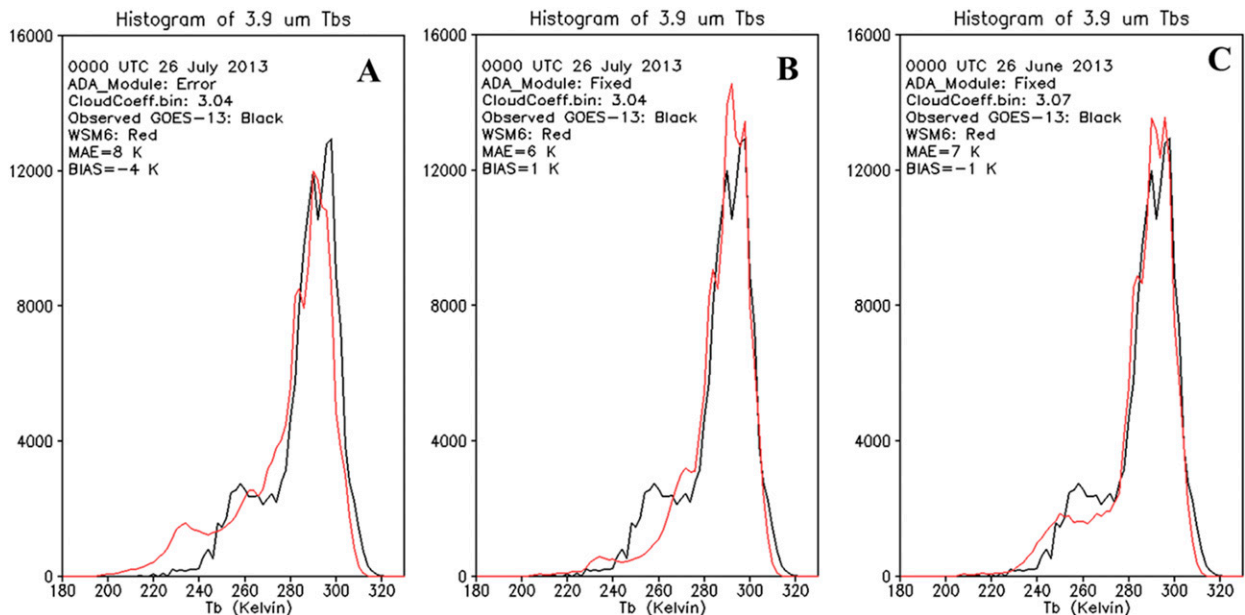 Histogram of 3.9 um Tbs
16000
12000
8000
4000
0
0000 UTC 26 July 2013
ADA_Module: Error
CloudCoeff.bin: 3.04
Observed GOES-13: Black
WSM6: Red
MAE=8 K
BIAS=-4 K
A
180 200 220 240 260 280 300 320
Tb (Kelvin)
Histogram of 3.9 um Tbs
16000
12000
8000
4000
0
0000 UTC 26 July 2013
ADA_Module: Fixed
CloudCoeff.bin: 3.04
Observed GOES-13: Black
WSM6: Red
MAE=6 K
BIAS=1 K
B
180 200 220 240 260 280 300 320
Tb (Kelvin)
Histogram of 3.9 um Tbs
16000
12000
8000
4000
0
0000 UTC 26 June 2013
ADA_Module: Fixed
CloudCoeff.bin: 3.07
Observed GOES-13: Black
WSM6: Red
MAE=7 K
BIAS=-1 K
C
180 200 220 240 260 280 300 320
Tb (Kelvin)